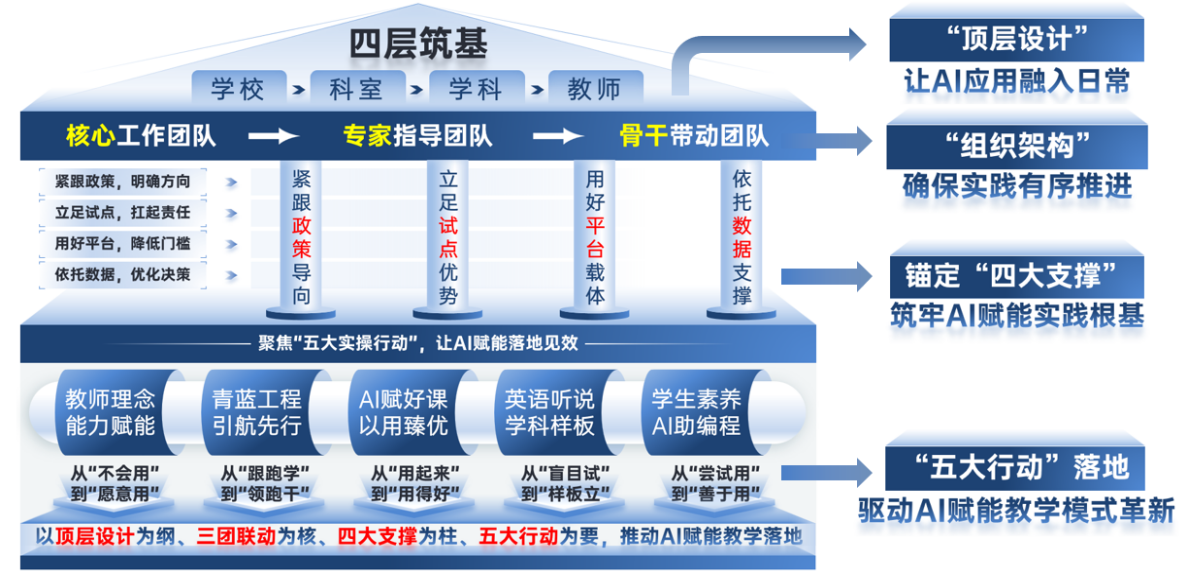 四层筑基
学校 科室 学科 教师
核心工作团队 专家指导团队 骨干带动团队
紧跟政策，明确方向
立足试点，扛起责任
用好平台，降低门槛
依托数据，优化决策
紧跟政策导向
立足试点优势
用好平台载体
依托数据支撑
聚焦“五大实操行动”，让AI赋能落地见效
教师理念
能力赋能
青蓝工程
引航先行
AI赋好课
以用臻优
英语听说
学科样板
学生素养
AI助编程
从“不会用”
到“愿意用”
从“跟跑学”
到“领跑干”
从“用起来”
到“用得好”
从“盲目试”
到“样板立”
从“尝试用”
到“善于用”
以顶层设计为纲、三团联动为核、四大支撑为柱、五大行动为要，推动AI赋能教学落地
“顶层设计”
让AI应用融入日常
“组织架构”
确保实践有序推进
锚定“四大支撑”
筑牢AI赋能实践根基
“五大行动”落地
驱动AI赋能教学模式革新